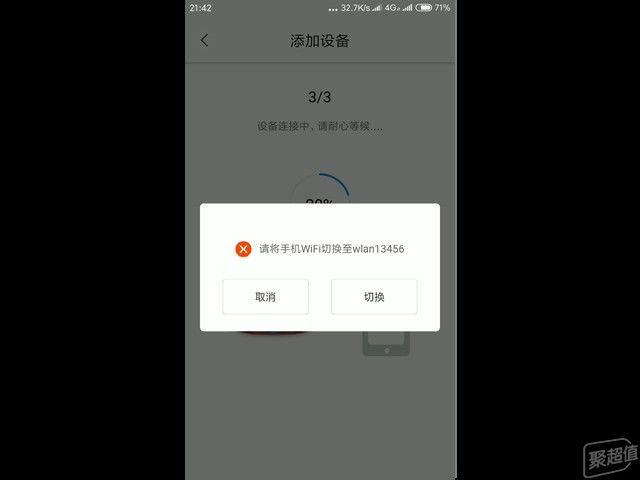 21:42
... 32.7K/s 4G 71%
添加设备
3/3
设备连接中，请耐心等候....
请将手机WiFi切换至wlan13456
取消
切换
聚超值